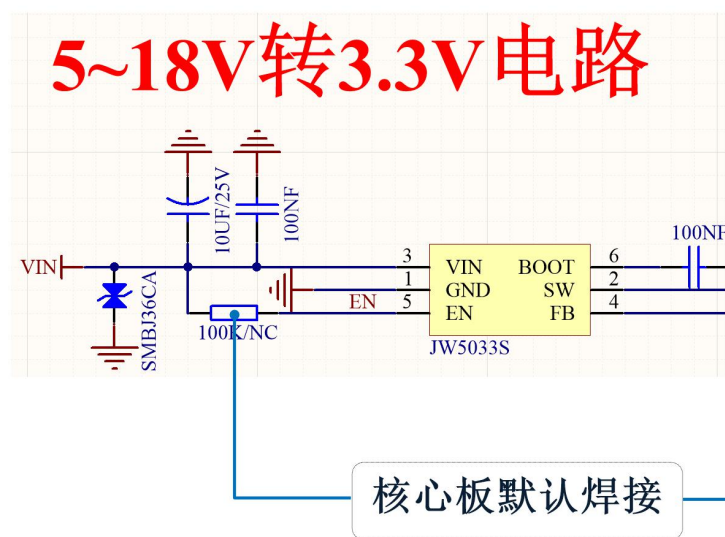 5~18V转3.3V电路
10UF/25V
100NF
100NF
VIN
SMBJ36CA
100K/NC
EN
3
1
5
VIN
GND
EN
BOOT
SW
FB
6
2
4
JW5033S
核心板默认焊接